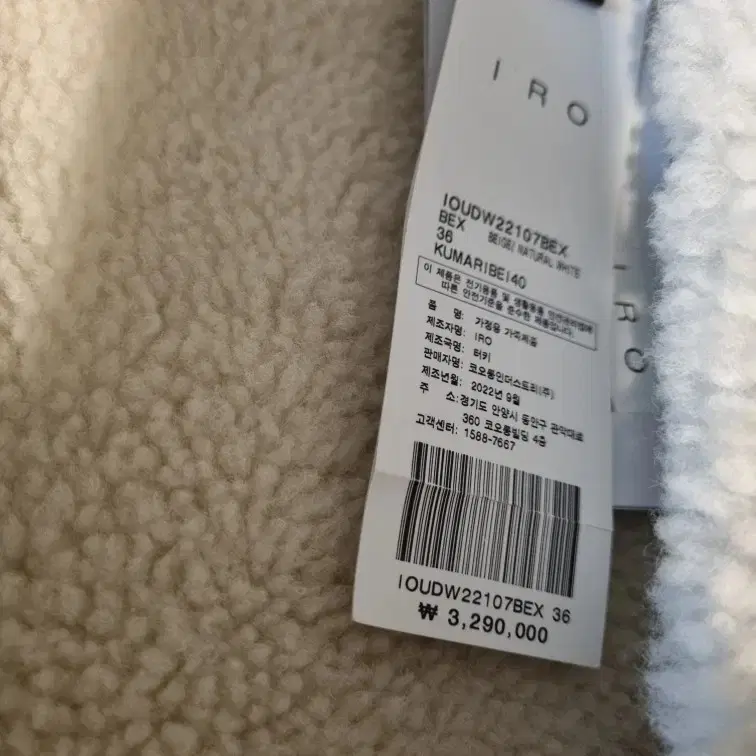 IRO
IOUDW22107BEX
BEX BEIGE/NATURAL WHITE
36
KUMARIBEI40
이 제품은 전기용품 및 생활용품 안전관리법에
따른 안전기준을 준수한 제품입니다.
품 명: 가정용 가죽제품
제조자명: IRO
제조국명: 터키
판매자명: 코오롱인더스트리(주)
제조년월: 2022년 9월
주 소: 경기도 안양시 동안구 관악대로
360 코오롱빌딩 4층
고객센터: 1588-7667
IOUDW22107BEX 36
₩ 3,290,000
IRO